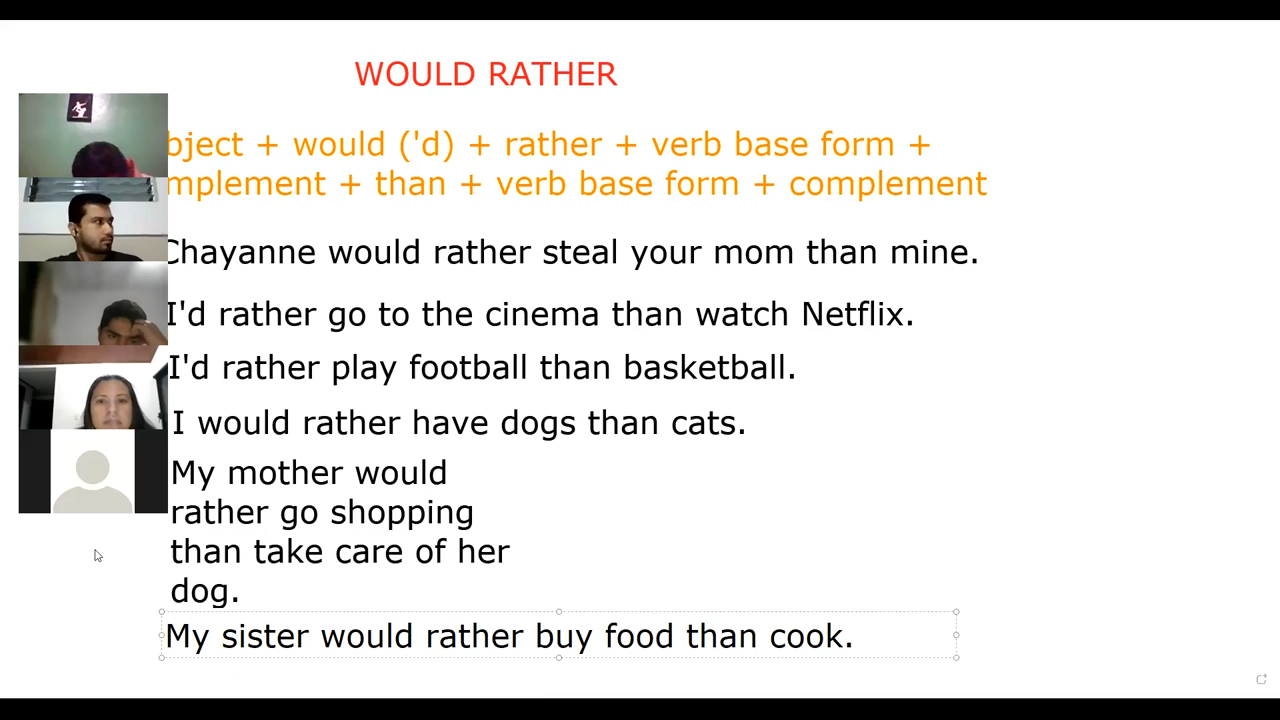 WOULD RATHER
bject + would ('d) + rather + verb base form +
mplement + than + verb base form + complement
Chayanne would rather steal your mom than mine.
I'd rather go to the cinema than watch Netflix.
I'd rather play football than basketball.
I would rather have dogs than cats.
My mother would
rather go shopping
than take care of her
dog.
My sister would rather buy food than cook.